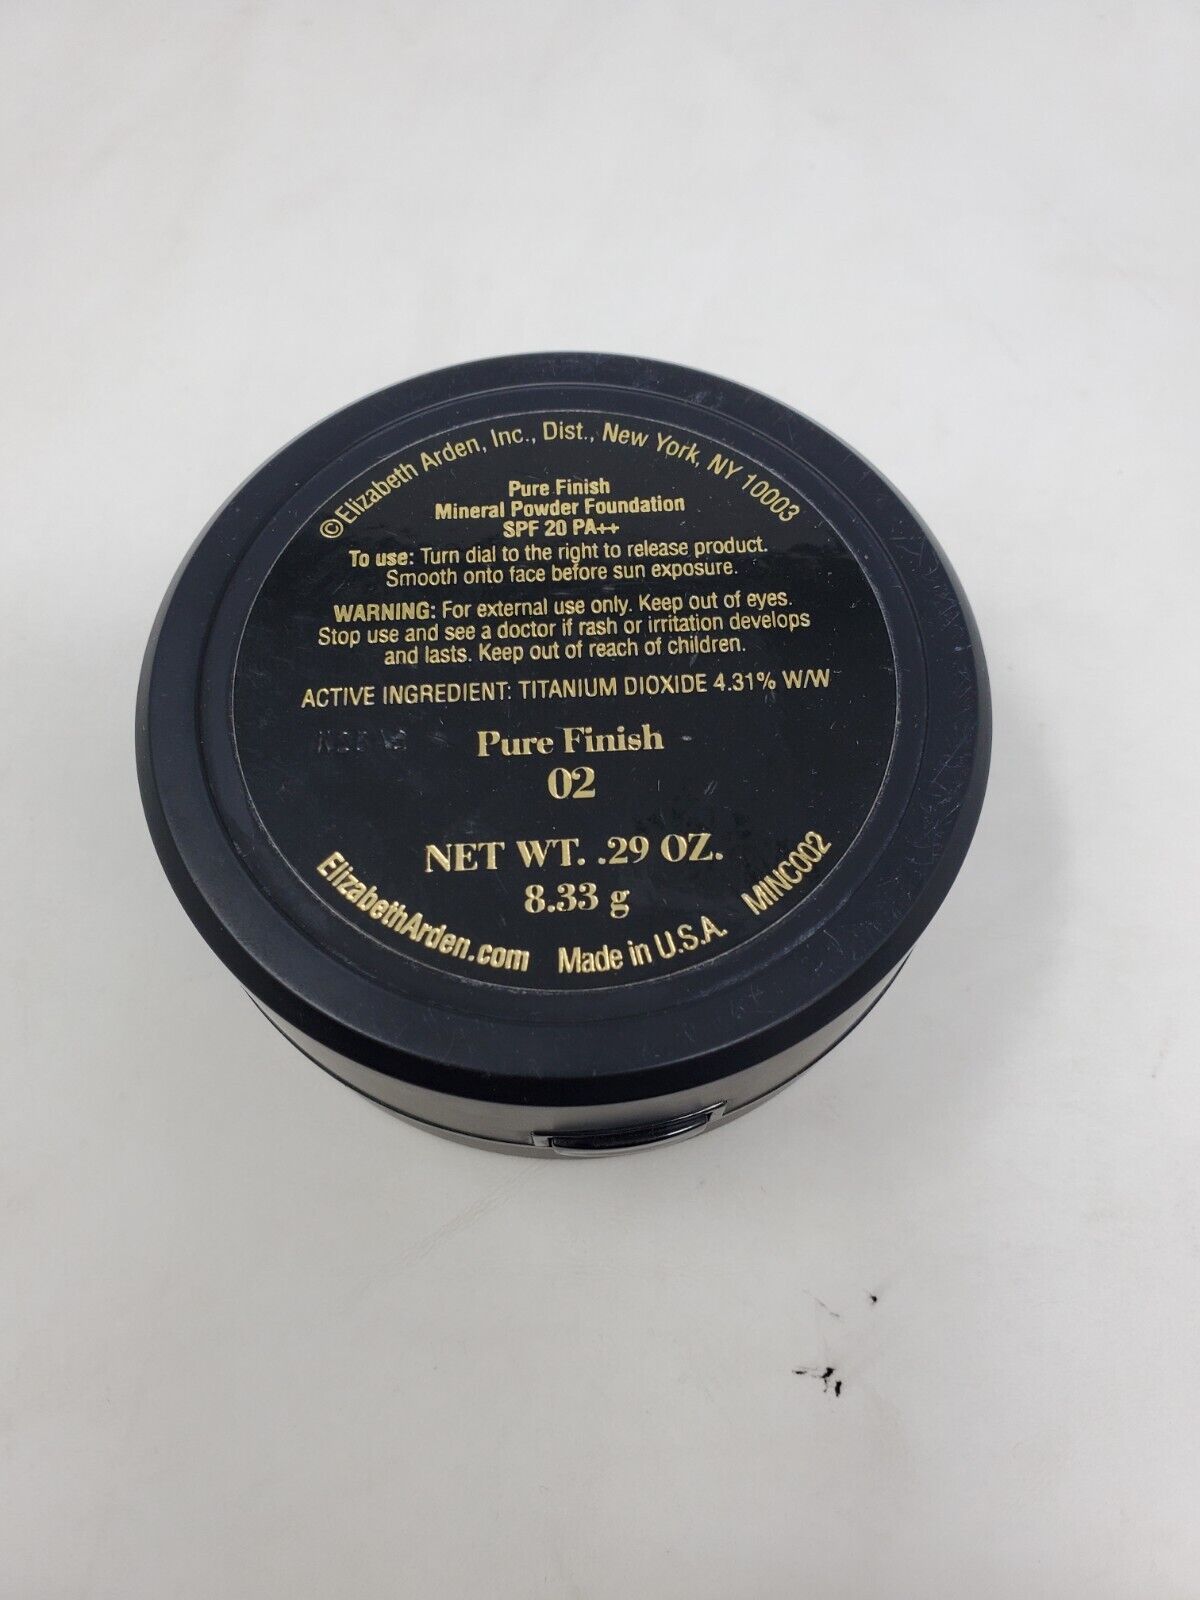 ©Elizabeth Arden, Inc., Dist., New York, NY 10003
Pure Finish
Mineral Powder Foundation
SPF 20 PA++
To use: Turn dial to the right to release product.
Smooth onto face before sun exposure.
WARNING: For external use only. Keep out of eyes.
Stop use and see a doctor if rash or irritation develops
and lasts. Keep out of reach of children.
ACTIVE INGREDIENT: TITANIUM DIOXIDE 4.31% W/W
Pure Finish
02
NET WT. .29 OZ.
8.33 g
ElizabethArden.com Made in U.S.A. MINC002